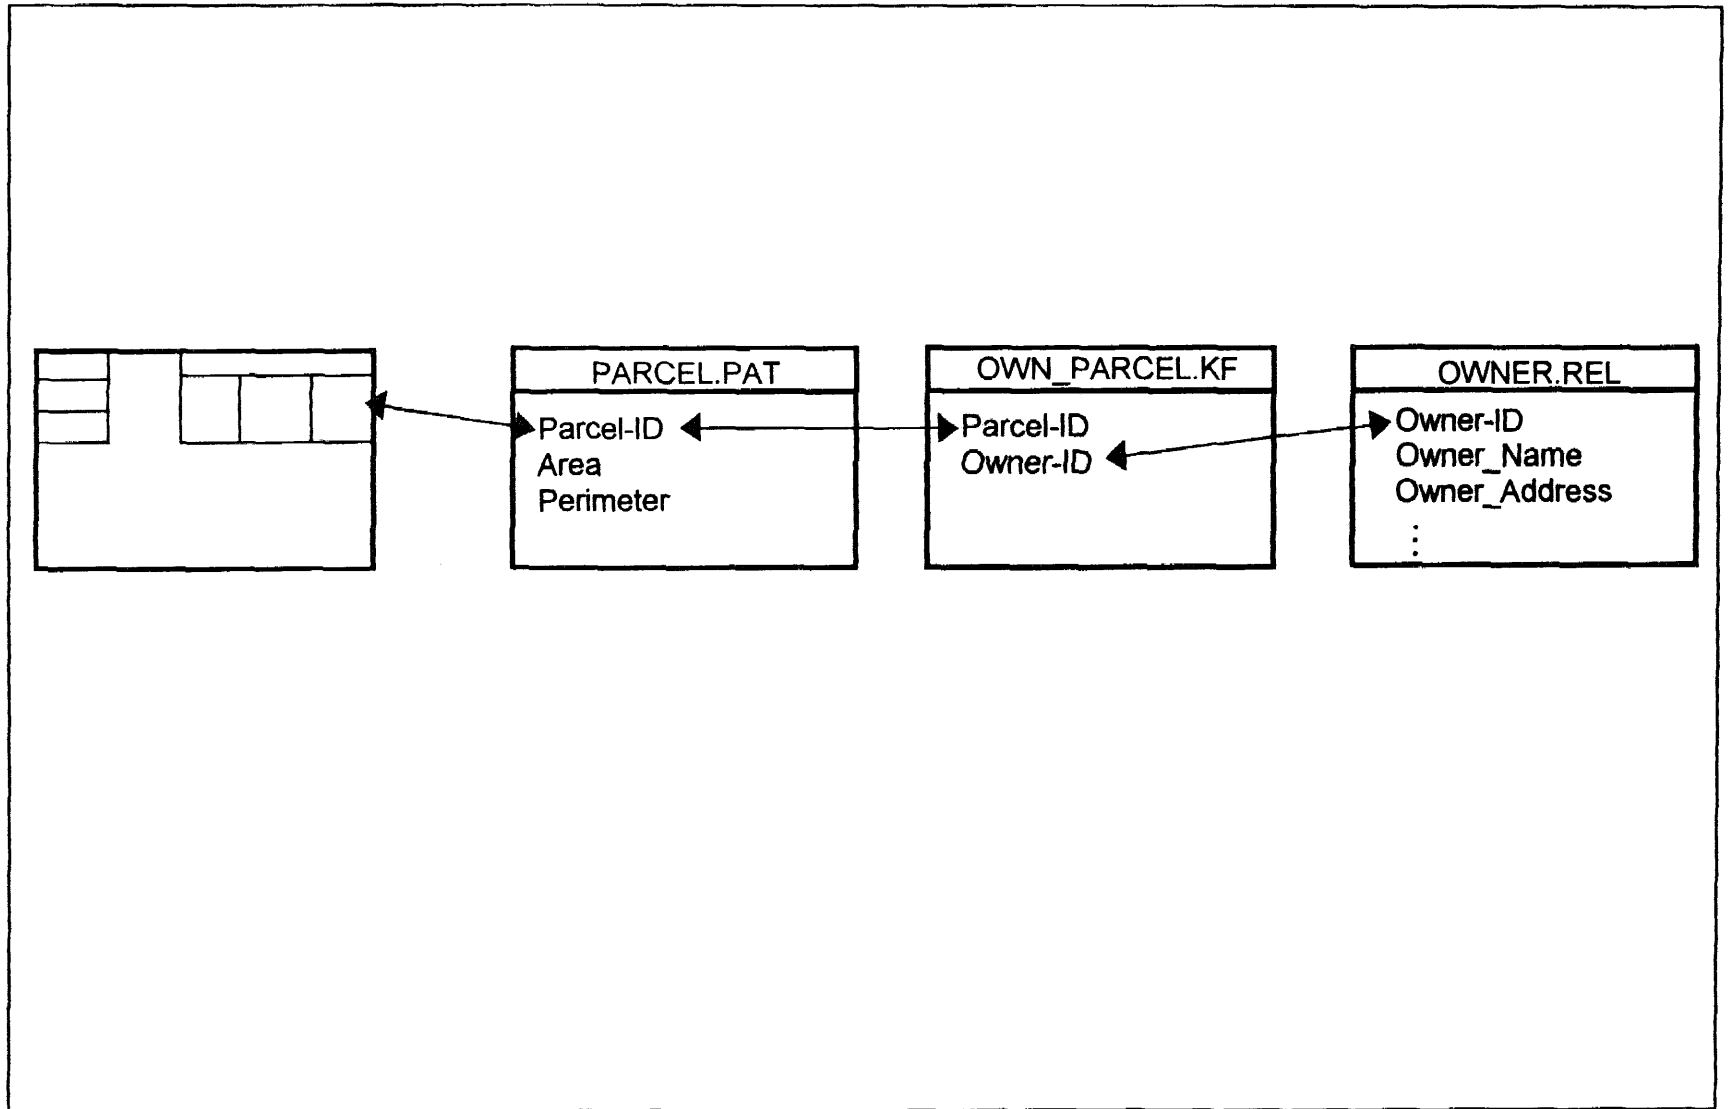 PARCEL.PAT
Parcel-ID
Area
Perimeter
OWN_PARCEL.KF
Parcel-ID
Owner-ID
OWNER.REL
Owner-ID
Owner_Name
Owner_Address
⋮